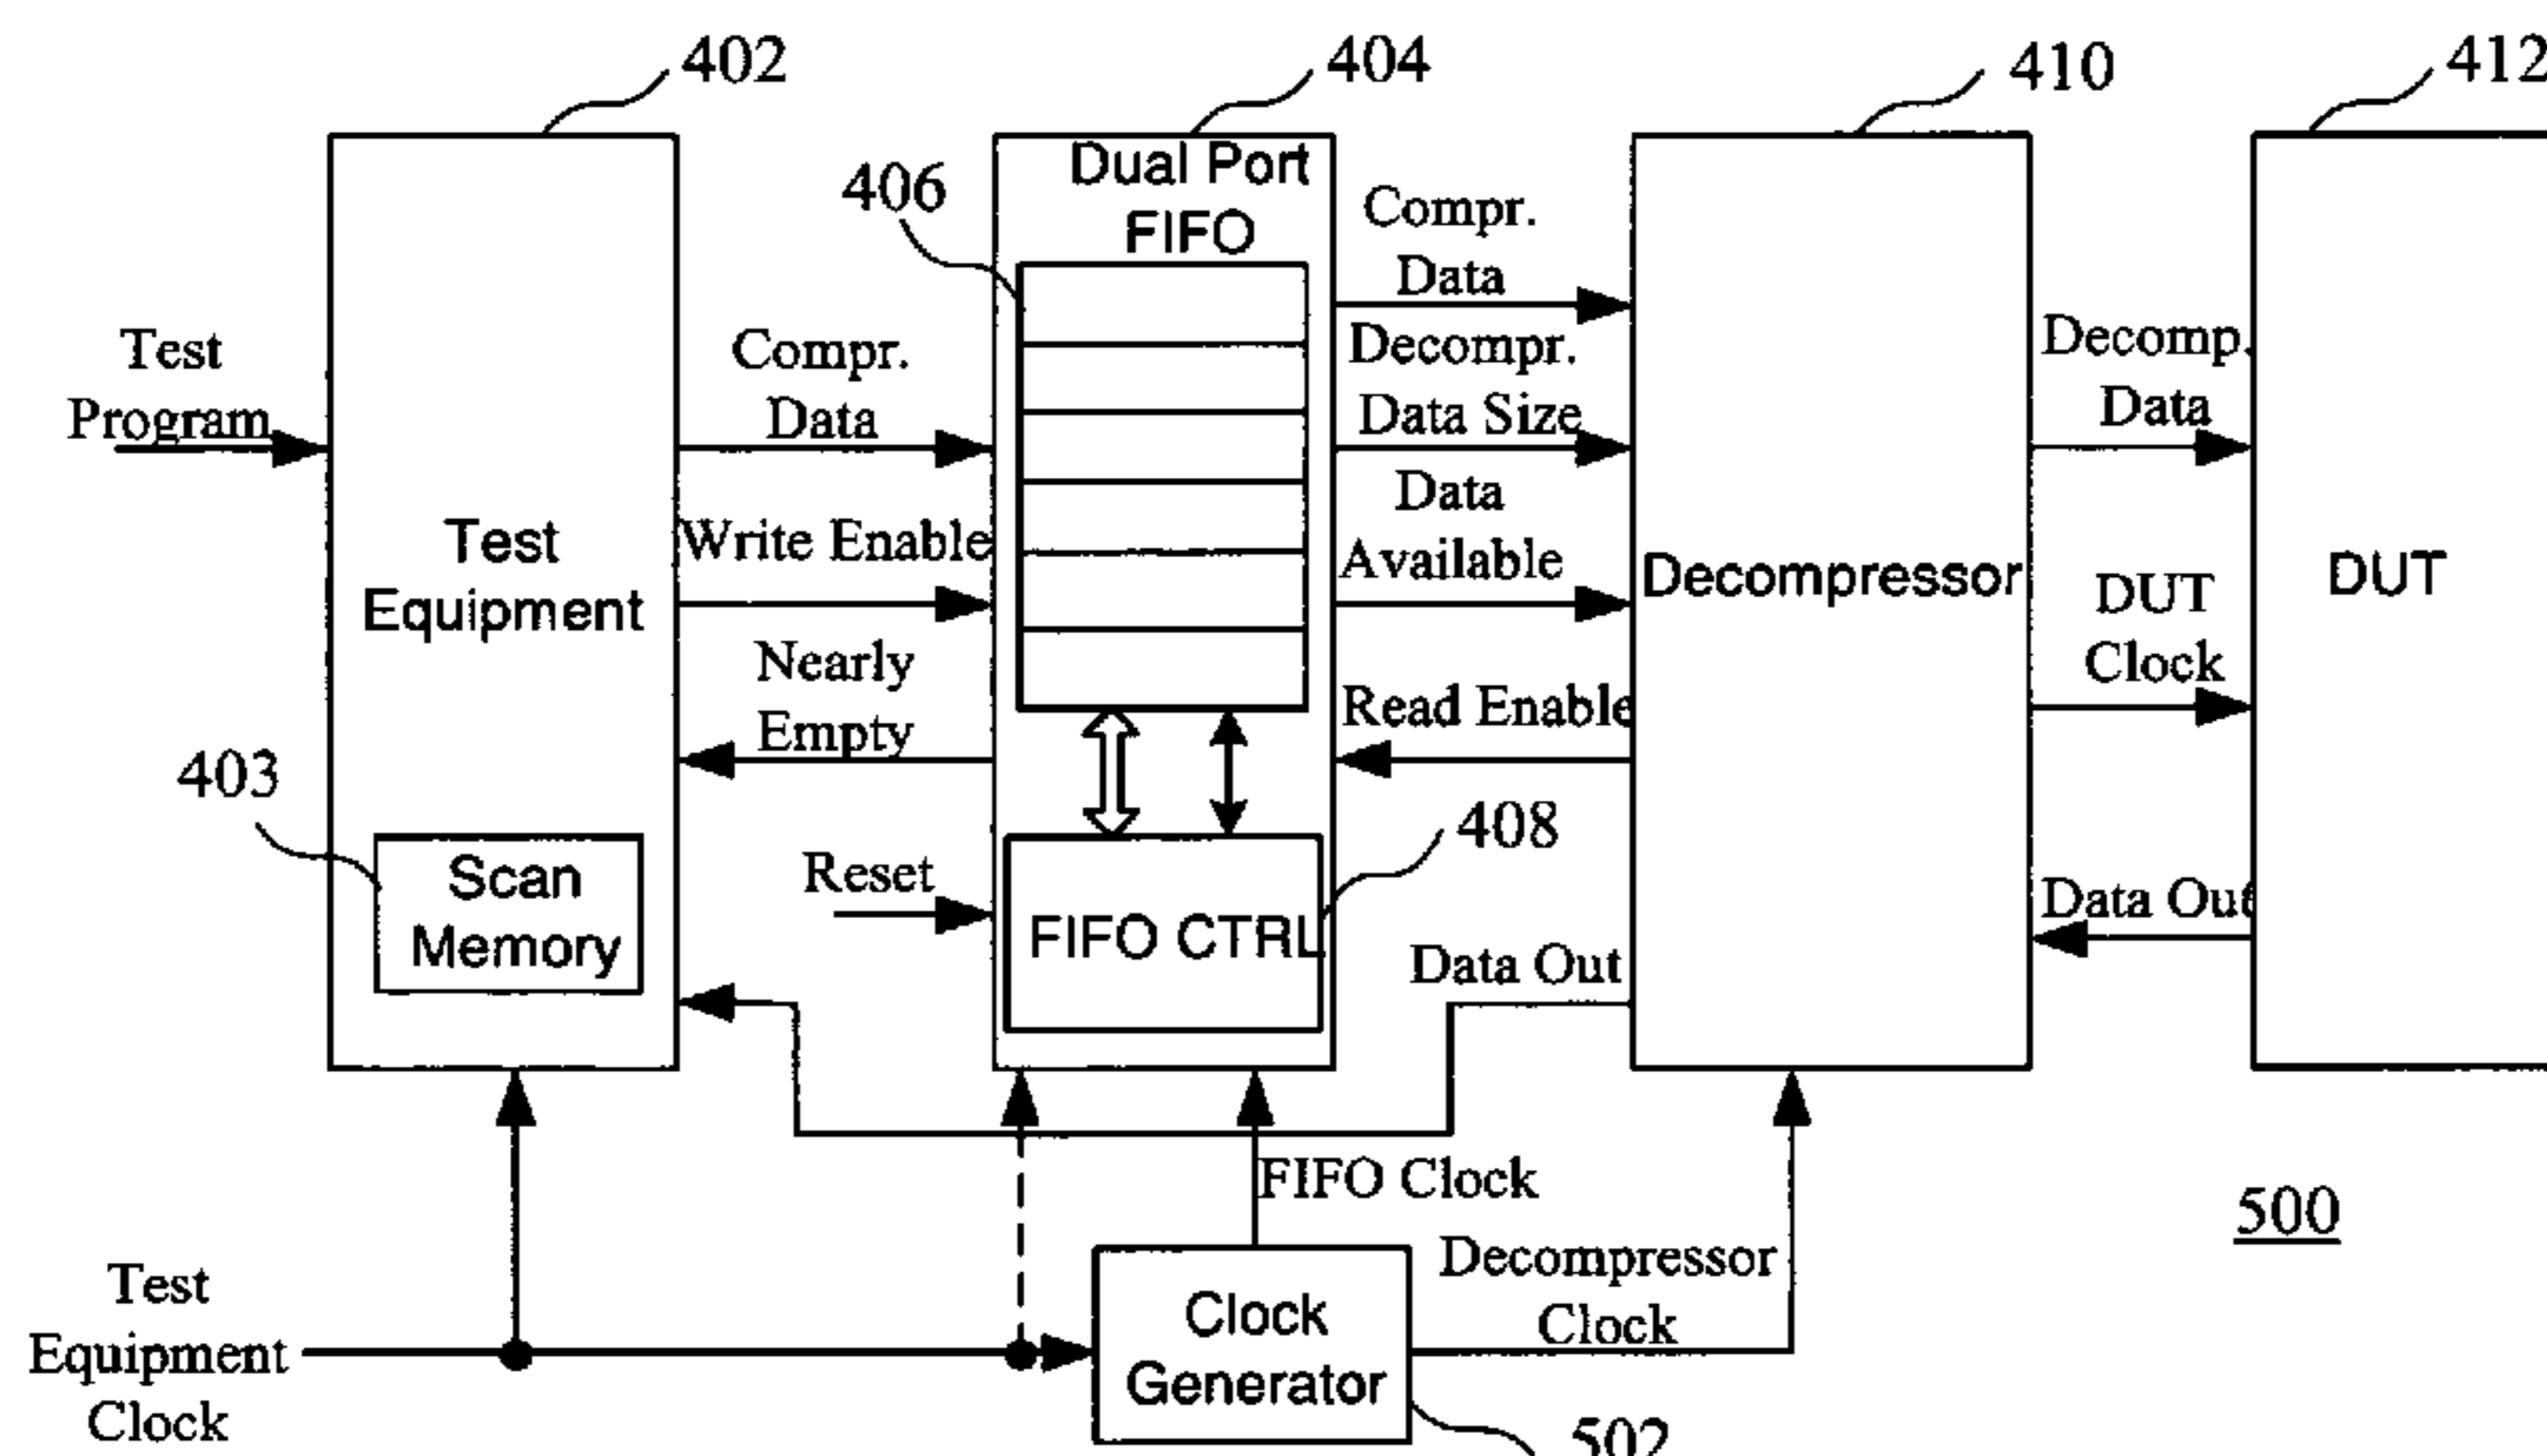 402
404
410
412
406
Dual Port
FIFO
Compr.
Data
Test
Program
Compr.
Data
Decompr.
Data Size
Decomp.
Data
Test
Equipment
Write Enable
Data
Available
Decompressor
DUT
Clock
DUT
Nearly
Empty
Read Enable
403
Scan
Memory
Reset
408
FIFO CTRL
Data Out
Data Out
FIFO Clock
500
Test
Equipment
Clock
Clock
Generator
Decompressor
Clock
502